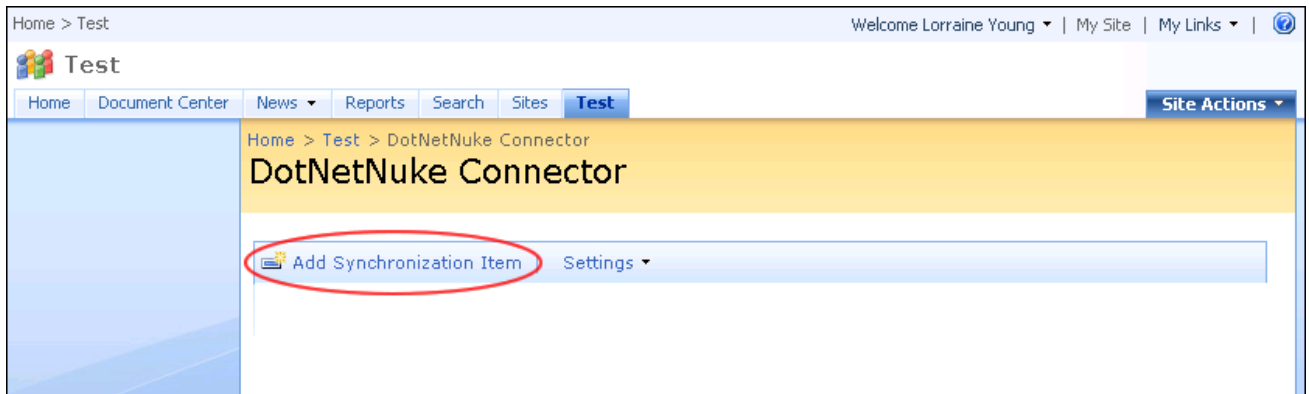 Home > Test Welcome Lorraine Young | My Site | My Links |
Test
Home Document Center News Reports Search Sites Test Site Actions
Home > Test > DotNetNuke Connector
DotNetNuke Connector
Add Synchronization Item Settings